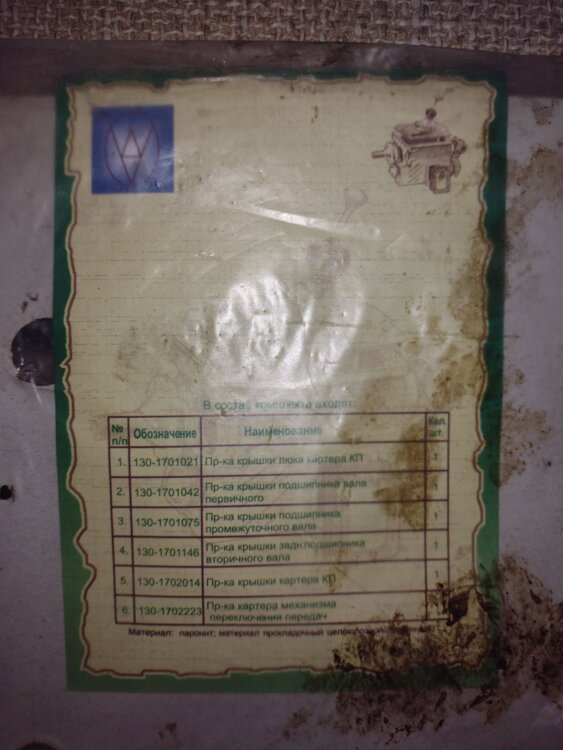 В состав комплекта входят:
№ п/п Обозначение Наименование Кол. шт.
1. 130-1701021 Пр-ка крышки люка картера КП 1
2. 130-1701042 Пр-ка крышки подшипника вала 1
первичного
3. 130-1701075 Пр-ка крышки подшипника 1
промежуточного вала
4. 130-1701146 Пр-ка крышки задн.подшипника 1
вторичного вала
5. 130-1702014 Пр-ка крышки картера КП 1
6. 130-1702223 Пр-ка картера механизма
переключения передач
Материал: паронит; материал прокладочный